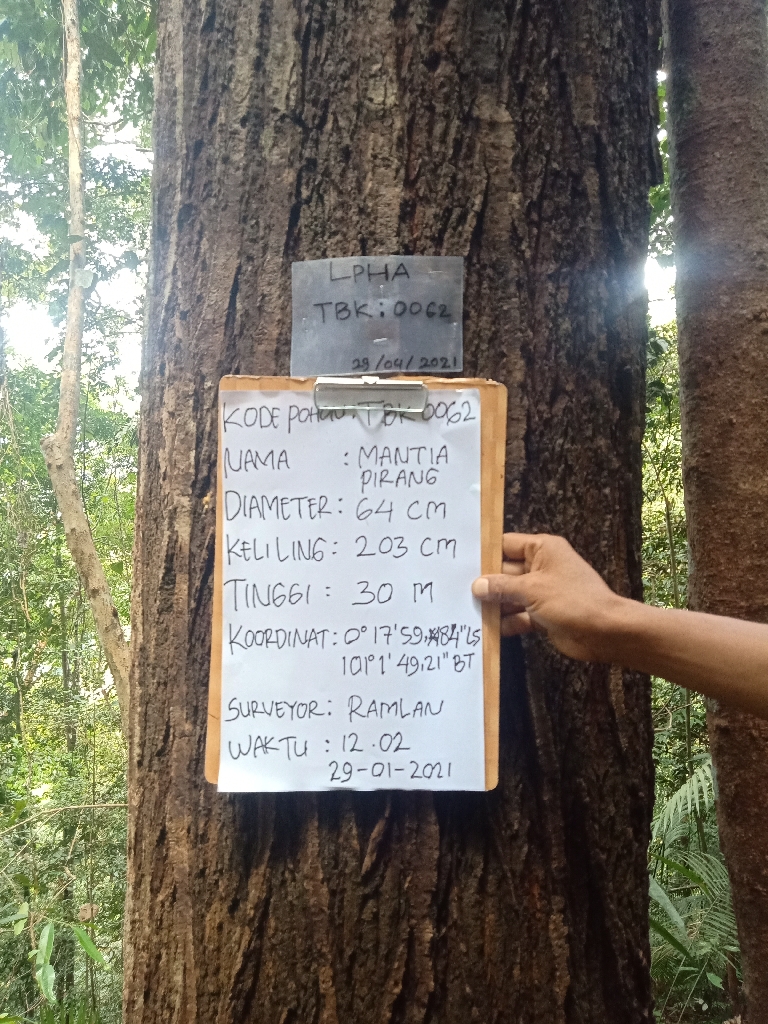 LPHA
TBK: 0062
29/04/2021
KODE POHON: TBK 0062
NAMA : MANTIA
PIRANG
DIAMETER: 64 CM
KELILING: 203 CM
TINGGI : 30 M
KOORDINAT: 0°17'59,84"LS
101°1'49,21"BT
SURVEYOR: RAMLAN
WAKTU : 12.02
29-01-2021